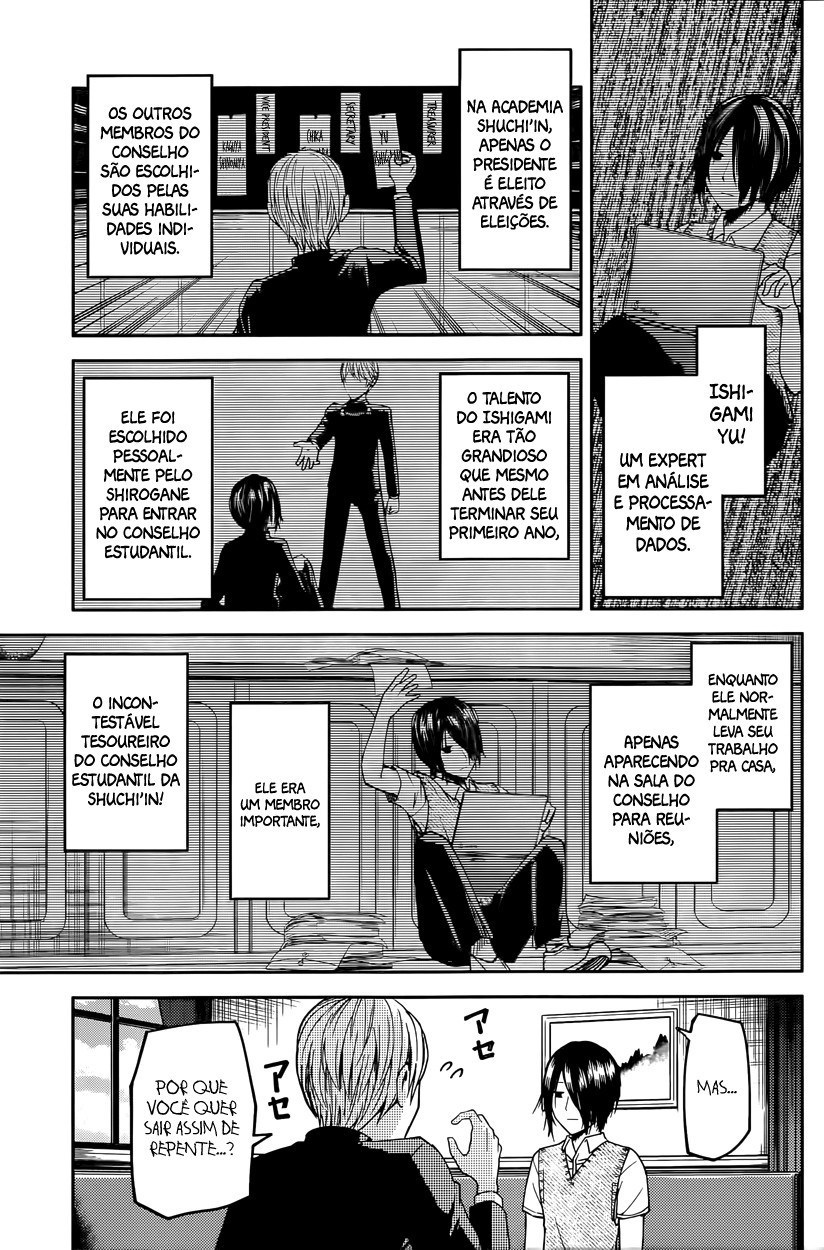 ISHI-
GAMI
YU!
UM EXPERT
EM ANÁLISE
E PROCESSA-
MENTO DE
DADOS.
NA ACADEMIA
SHUCHI'IN,
APENAS O
PRESIDENTE
É ELEITO
ATRAVÉS DE
ELEIÇÕES.
TREASURER
YU
ISHIGAMI
SECRETARY
CHIKA
VICE PRESIDENT
KAGUYA
SHINOMIYA
OS OUTROS
MEMBROS DO
CONSELHO
SÃO ESCOLHI-
DOS PELAS
SUAS HABILI-
DADES INDI-
VIDUAIS.
O TALENTO
DO ISHIGAMI
ERA TÃO
GRANDIOSO
QUE MESMO
ANTES DELE
TERMINAR SEU
PRIMEIRO ANO,
ELE FOI
ESCOLHIDO
PESSOAL-
MENTE PELO
SHIROGANE
PARA ENTRAR
NO CONSELHO
ESTUDANTIL.
ENQUANTO
ELE NOR-
MALMENTE
LEVA SEU
TRABALHO
PRA CASA,
APENAS
APARECENDO
NA SALA DO
CONSELHO
PARA REU-
NIÕES,
ELE ERA
UM MEMBRO
IMPORTANTE,
O INCON-
TESTÁVEL
TESOUREIRO
DO CONSELHO
ESTUDANTIL DA
SHUCHI'IN!
MAS...
アセ
アセ
POR QUE
VOCÊ QUER
SAIR ASSIM DE
REPENTE...?